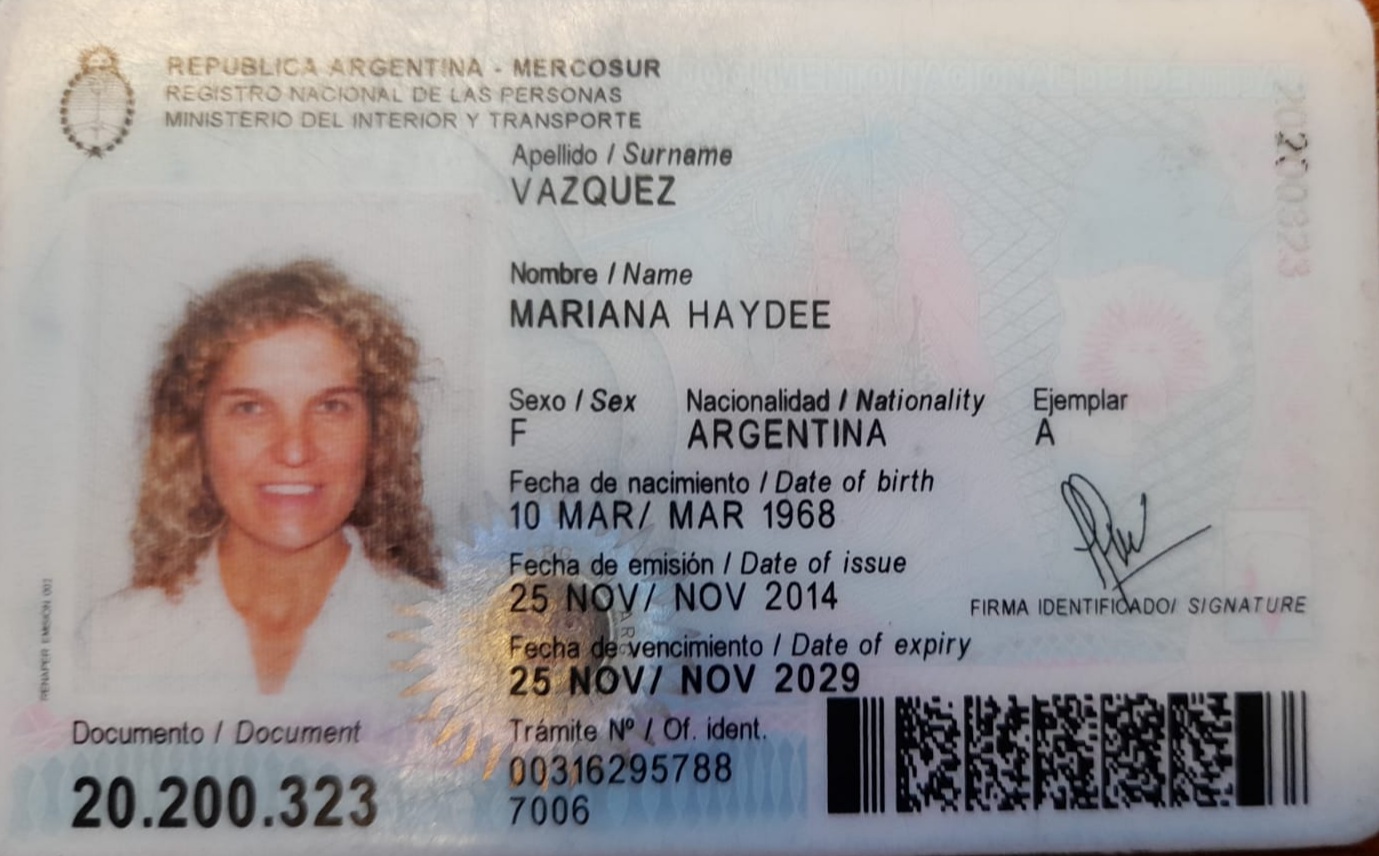 REPUBLICA ARGENTINA - MERCOSUR
REGISTRO NACIONAL DE LAS PERSONAS
MINISTERIO DEL INTERIOR Y TRANSPORTE
Apellido / Surname
VAZQUEZ
Nombre / Name
MARIANA HAYDEE
Sexo / Sex Nacionalidad / Nationality Ejemplar
F ARGENTINA A
Fecha de nacimiento / Date of birth
10 MAR/ MAR 1968
Fecha de emisión / Date of issue
25 NOV/ NOV 2014
FIRMA IDENTIFICADO/ SIGNATURE
Fecha de vencimiento / Date of expiry
25 NOV/ NOV 2029
Documento / Document
20.200.323
Trámite Nº / Of. ident.
00316295788
7006
20200323